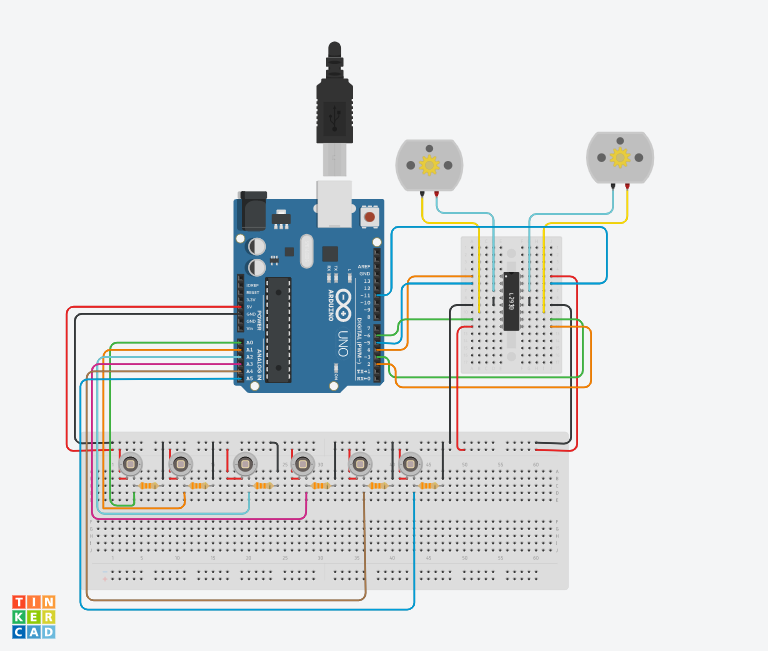 AREF
GND
13
12
~11
~10
~9
8
7
~6
~5
4
~3
2
TX→1
RX←0
DIGITAL (PWM~)
IOREF
RESET
3.3V
5V
GND
GND
Vin
POWER
A0
A1
A2
A3
A4
A5
ANALOG IN
TX
RX
L
ON
ARDUINO
UNO
L293D
TIN
KER
CAD